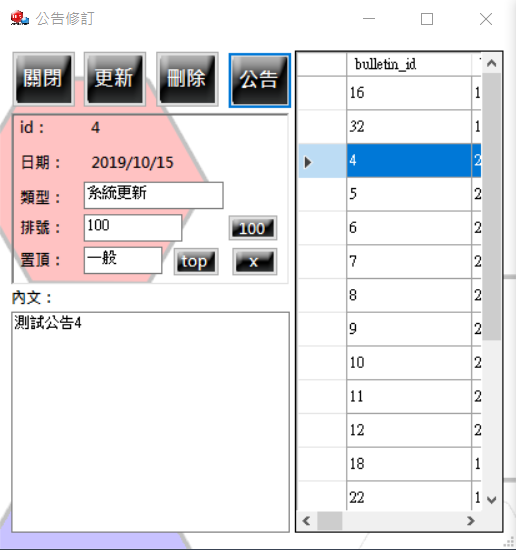 公告修訂
關閉 更新 刪除 公告
id： 4
日期： 2019/10/15
類型： 系統更新
排號： 100 100
置頂： 一般 top x
內文：
測試公告4
bulletin_id
16 1
32 1
4 2
5 2
6 2
7 2
8 2
9 2
10 2
11 2
12 2
18 1
22 1